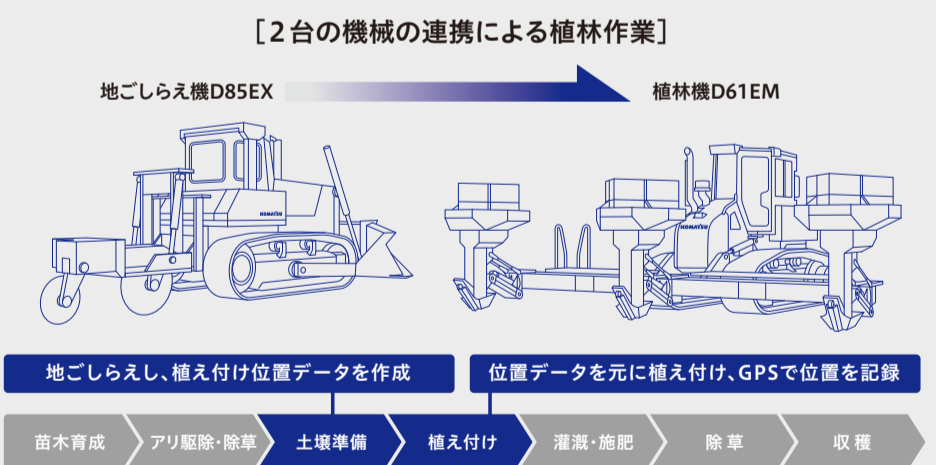 ［２台の機械の連携による植林作業］
地ごしらえ機D85EX
植林機D61EM
KOMATSU
KOMATSU
地ごしらえし、植え付け位置データを作成
位置データを元に植え付け、GPSで位置を記録
苗木育成
アリ駆除・除草
土壌準備
植え付け
灌漑・施肥
除草
収穫